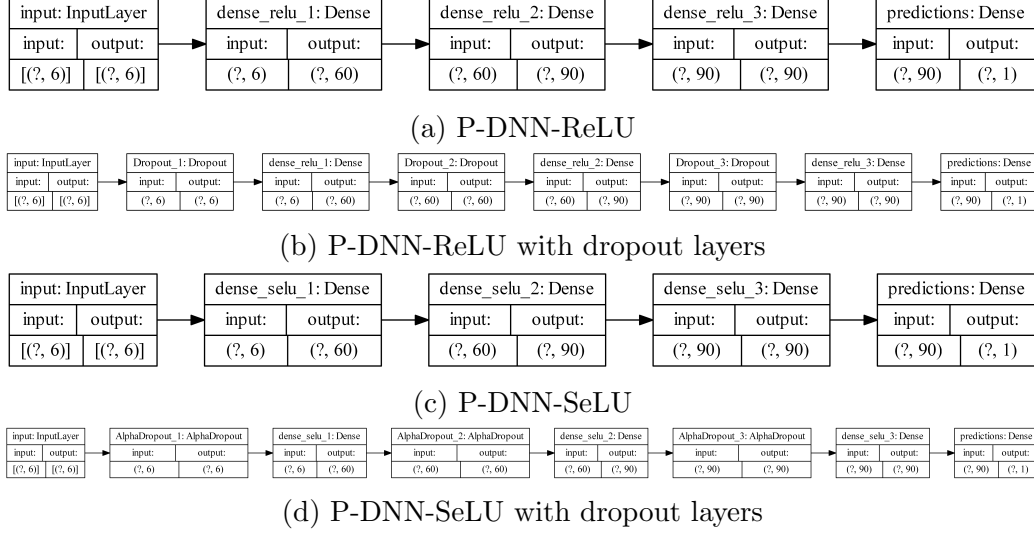 input: InputLayer dense_relu_1: Dense dense_relu_2: Dense dense_relu_3: Dense predictions: Dense
input: output: input: output: input: output: input: output: input: output:
[(?, 6)] [(?, 6)] (?, 6) (?, 60) (?, 60) (?, 90) (?, 90) (?, 90) (?, 90) (?, 1)
(a) P-DNN-ReLU
input: InputLayer Dropout_1: Dropout dense_relu_1: Dense Dropout_2: Dropout dense_relu_2: Dense Dropout_3: Dropout dense_relu_3: Dense predictions: Dense
input: output: input: output: input: output: input: output: input: output: input: output: input: output: input: output:
[(?, 6)] [(?, 6)] (?, 6) (?, 6) (?, 6) (?, 60) (?, 60) (?, 60) (?, 60) (?, 90) (?, 90) (?, 90) (?, 90) (?, 90) (?, 90) (?, 1)
(b) P-DNN-ReLU with dropout layers
input: InputLayer dense_selu_1: Dense dense_selu_2: Dense dense_selu_3: Dense predictions: Dense
input: output: input: output: input: output: input: output: input: output:
[(?, 6)] [(?, 6)] (?, 6) (?, 60) (?, 60) (?, 90) (?, 90) (?, 90) (?, 90) (?, 1)
(c) P-DNN-SeLU
input: InputLayer AlphaDropout_1: AlphaDropout dense_selu_1: Dense AlphaDropout_2: AlphaDropout dense_selu_2: Dense AlphaDropout_3: AlphaDropout dense_selu_3: Dense predictions: Dense
input: output: input: output: input: output: input: output: input: output: input: output: input: output: input: output:
[(?, 6)] [(?, 6)] (?, 6) (?, 6) (?, 6) (?, 60) (?, 60) (?, 60) (?, 60) (?, 90) (?, 90) (?, 90) (?, 90) (?, 90) (?, 90) (?, 1)
(d) P-DNN-SeLU with dropout layers